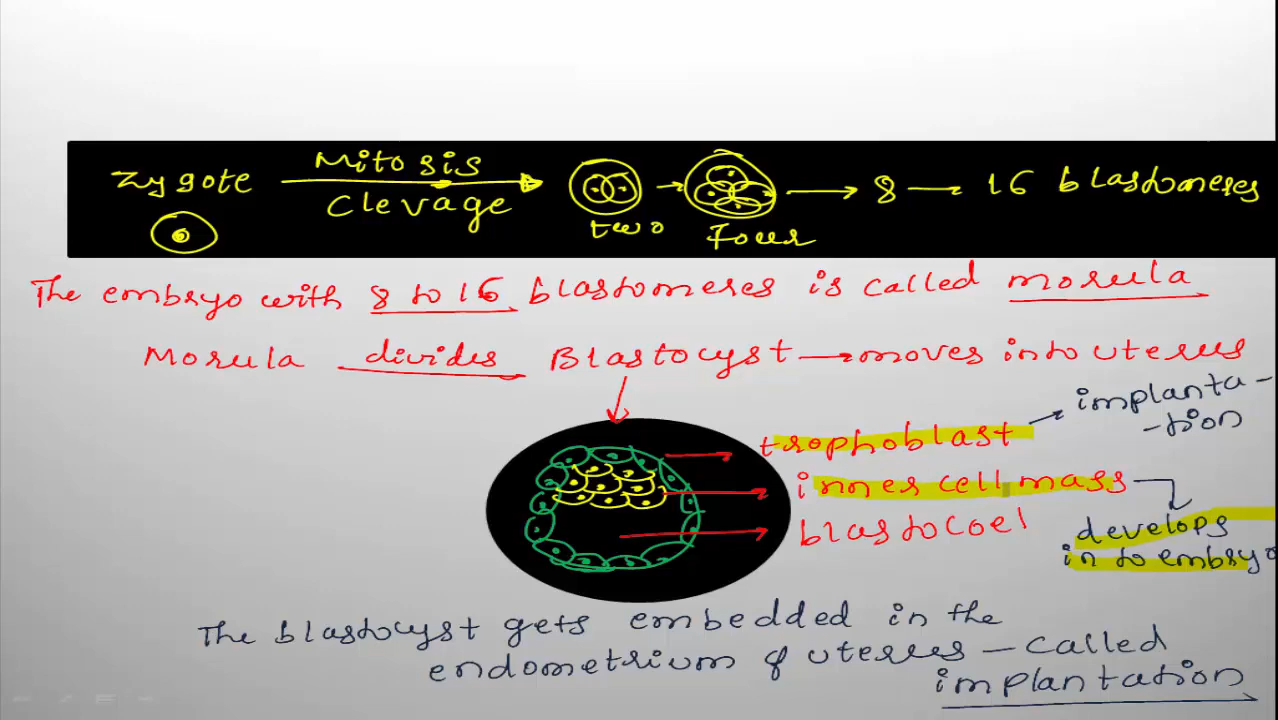 Zygote Mitosis Clevage two Four 8 16 blastomeres
The embryo with 8 to 16 blastomeres is called morula
Morula divides Blastocyst moves into uterus
trophoblast implanta-
-tion
inner cell mass
blastocoel
develops
in to embryo
The blastocyst gets embedded in the
endometrium of uterus - called
implantation